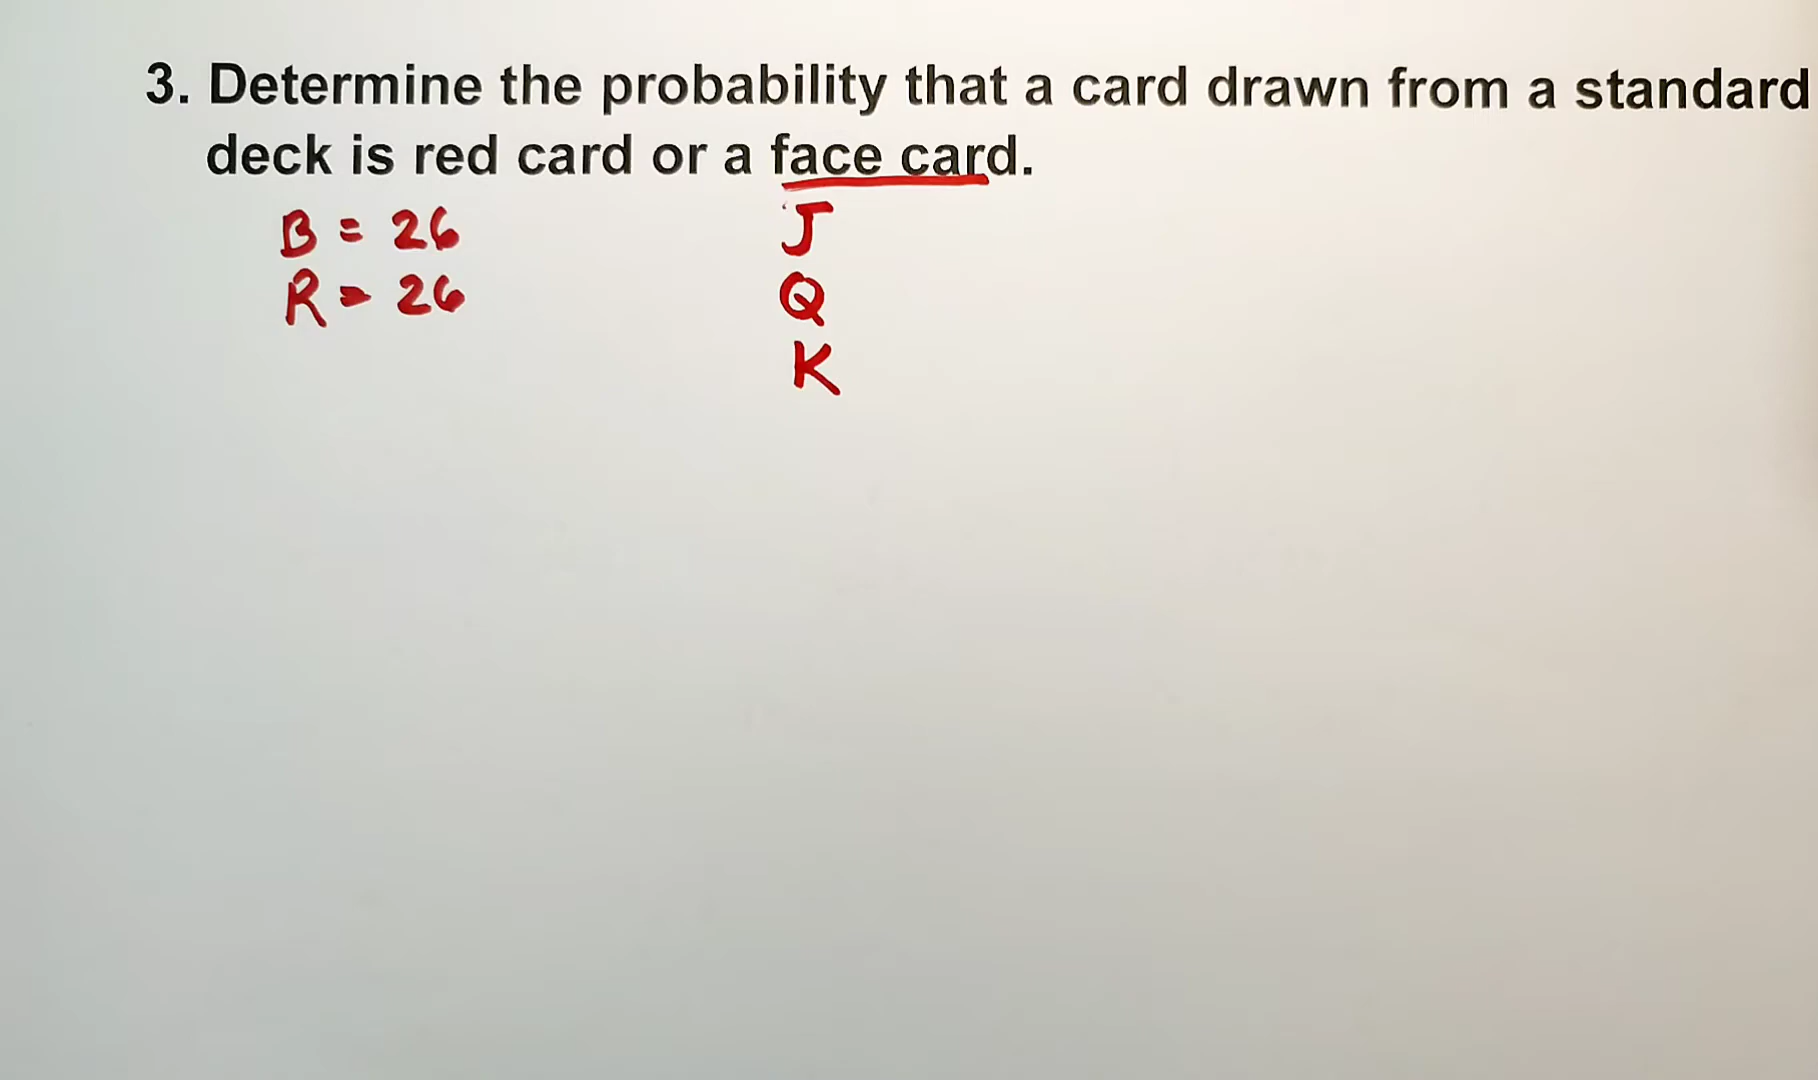 3. Determine the probability that a card drawn from a standard
deck is red card or a face card.
B = 26
R = 26
J
Q
K